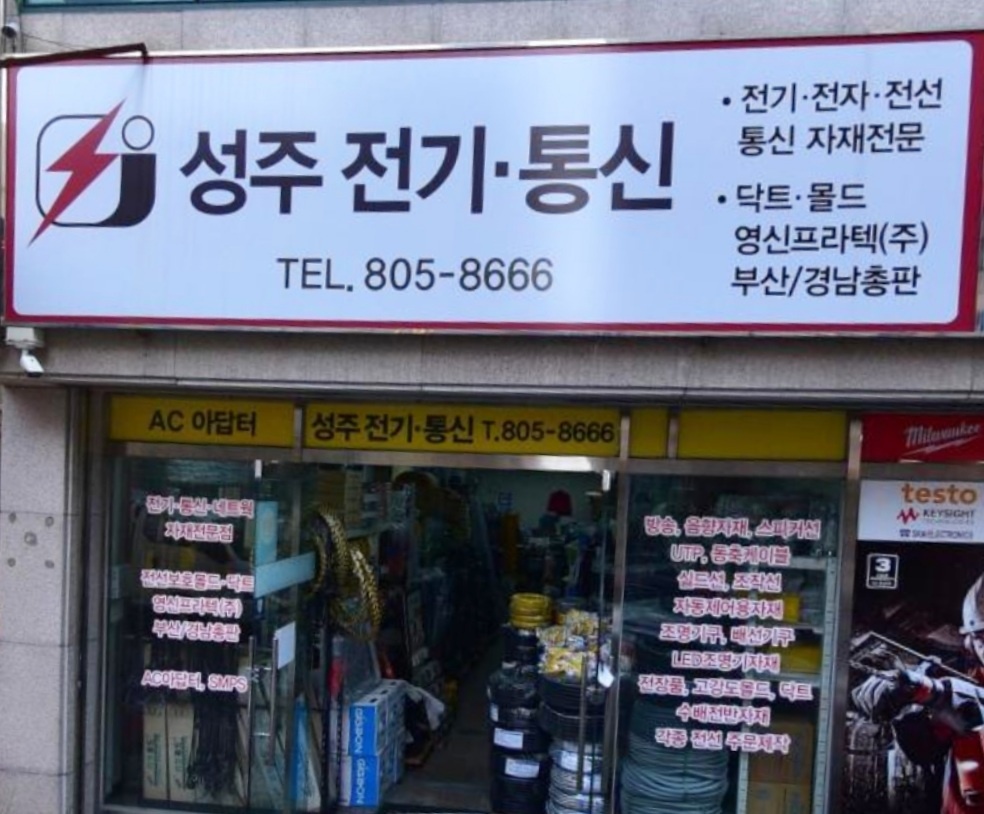 성주 전기·통신
TEL. 805-8666
• 전기·전자·전선
통신 자재전문
• 닥트·몰드
영신프라텍(주)
부산/경남총판
AC 아답터
성주 전기·통신 T.805-8666
Milwaukee
전기·통신·네트웍
자재전문점
전선보호몰드·닥트
영신프라텍(주)
부산/경남총판
AC아답터, SMPS
방송, 음향자재, 스피커선
UTP, 동축케이블
실드선, 조작선
자동제어용자재
조명기구, 배선기구
LED조명기자재
전장품, 고강도몰드, 닥트
수배전반자재
각종 전선 주문제작
testo
KEYSIGHT
TECHNOLOGIES
3